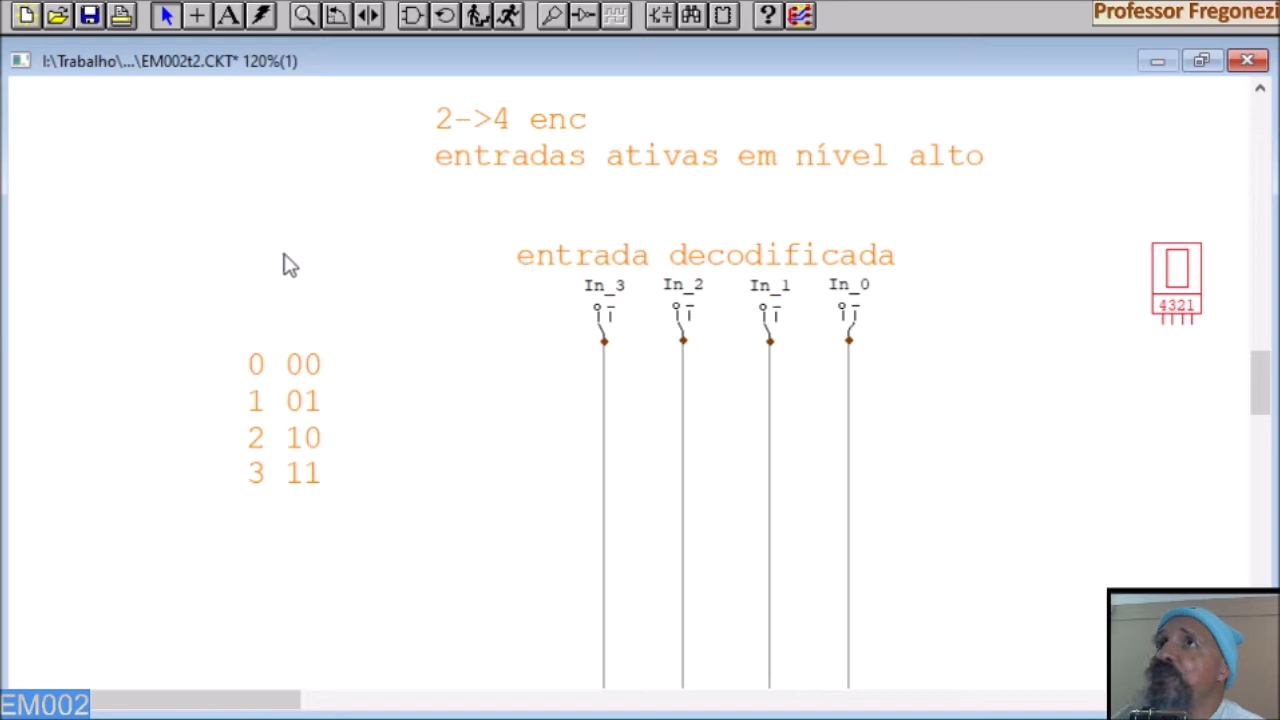 Professor Fregonezi
I:\Trabalho\...\EM002t2.CKT* 120%(1)
2->4 enc
entradas ativas em nível alto
entrada decodificada
In_3 In_2 In_1 In_0
4321
0 00
1 01
2 10
3 11
EM002